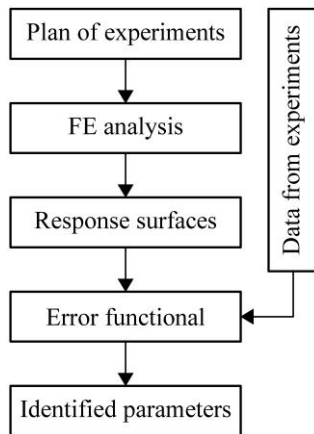 Plan of experiments
FE analysis
Response surfaces
Error functional
Identified parameters
Data from experiments